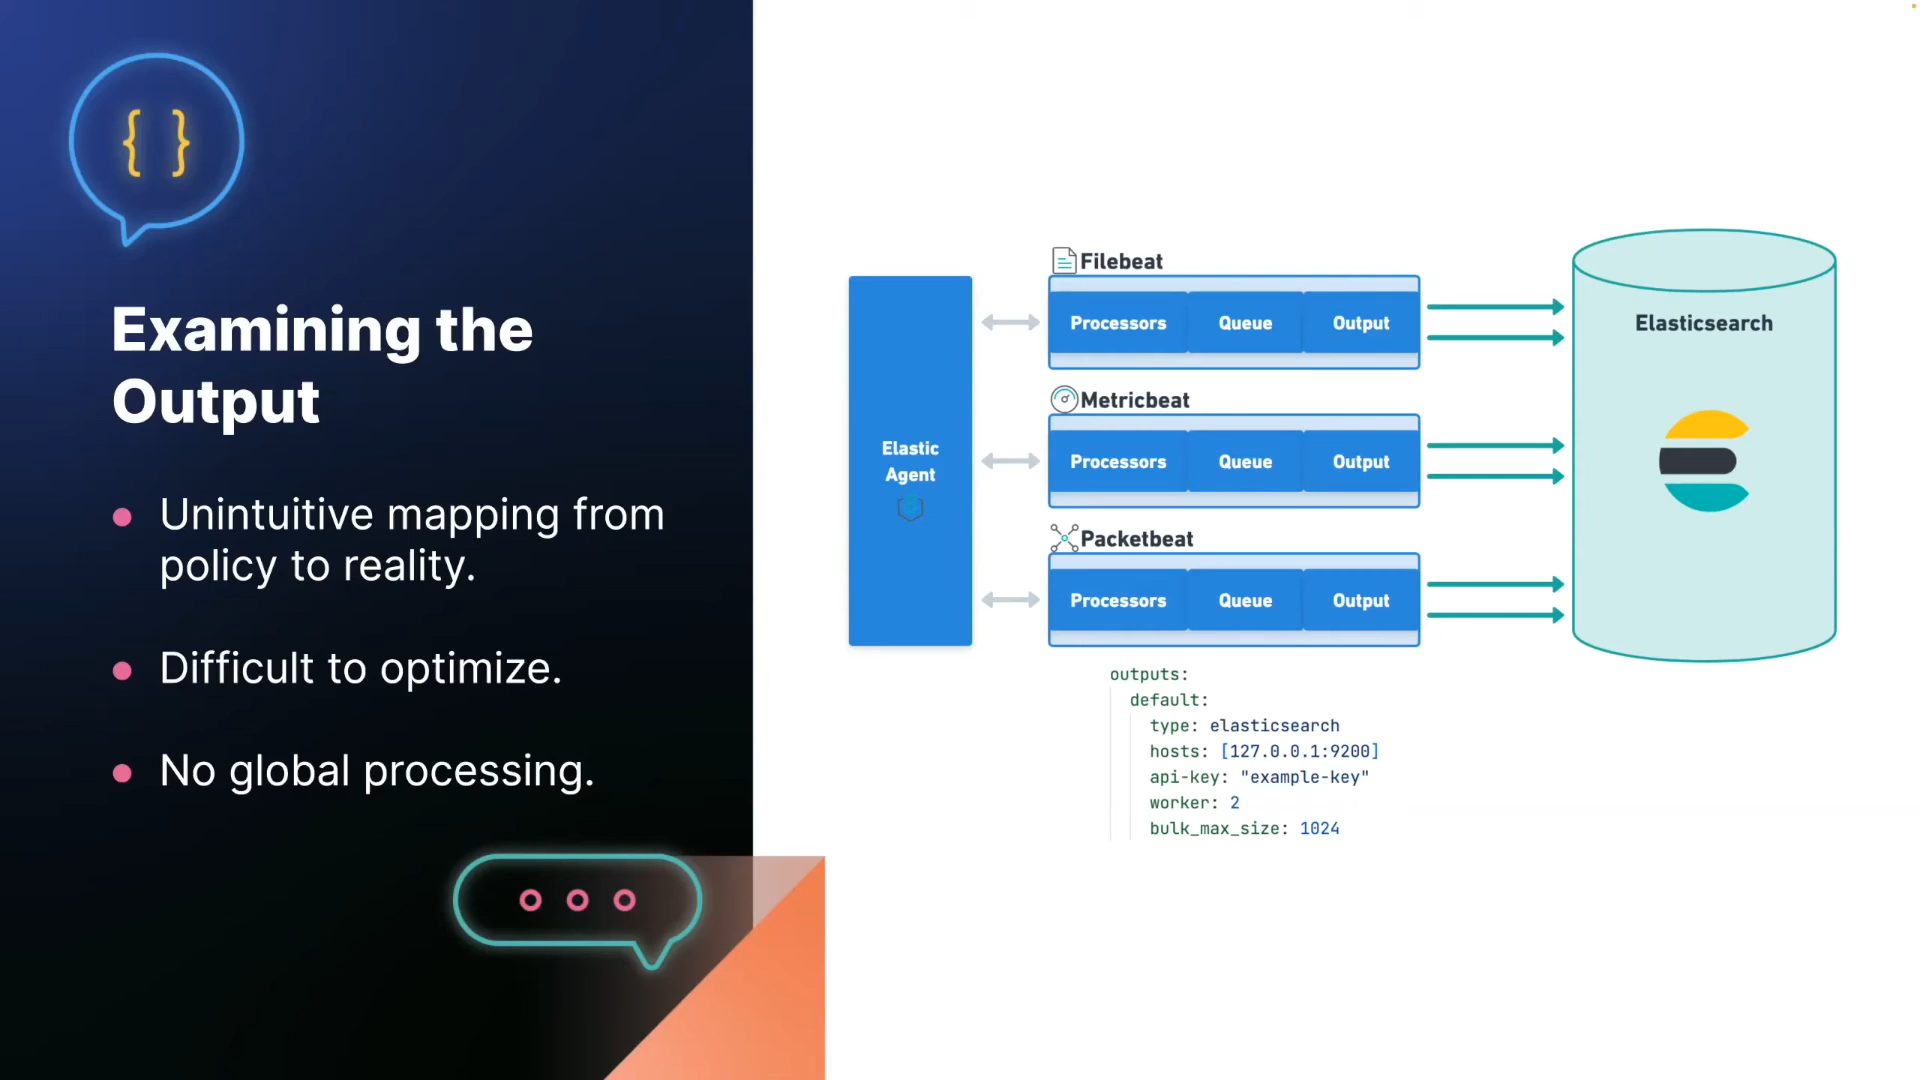 { }
Examining the
Output
Unintuitive mapping from
policy to reality.
Difficult to optimize.
No global processing.
Elastic
Agent
Filebeat
Processors Queue Output
Metricbeat
Processors Queue Output
Packetbeat
Processors Queue Output
Elasticsearch
outputs:
default:
type: elasticsearch
hosts: [127.0.0.1:9200]
api-key: "example-key"
worker: 2
bulk_max_size: 1024